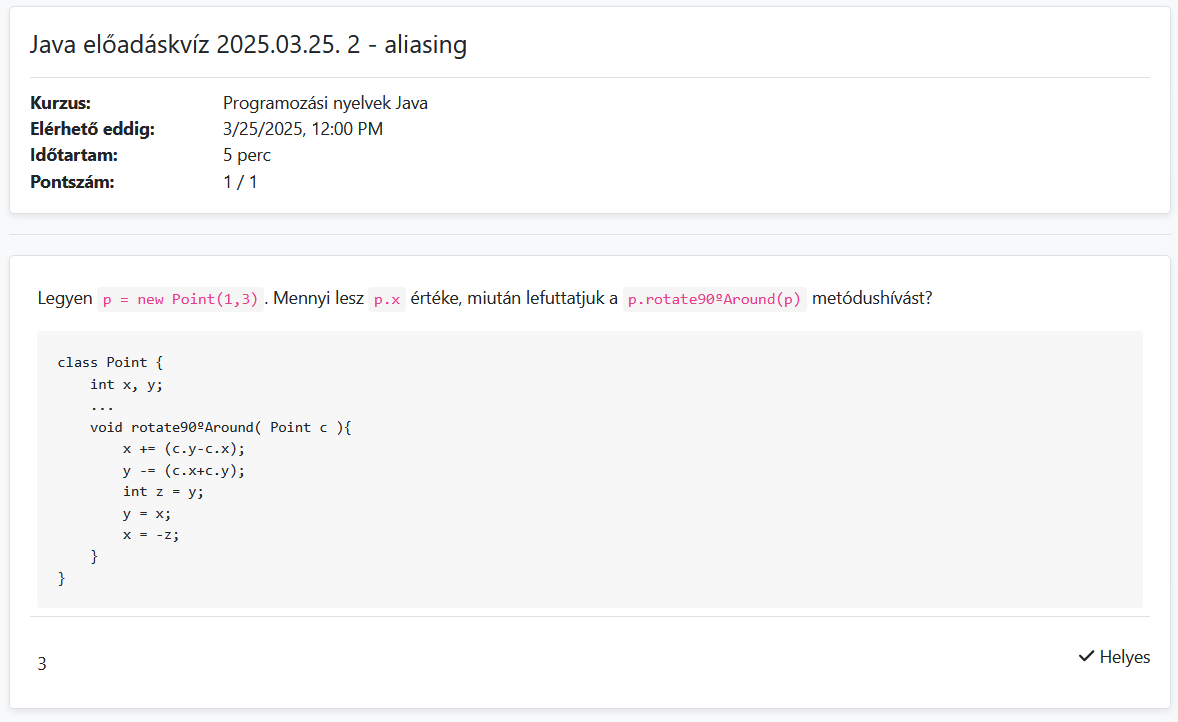 Java előadáskvíz 2025.03.25. 2 - aliasing
Kurzus: Programozási nyelvek Java
Elérhető eddig: 3/25/2025, 12:00 PM
Időtartam: 5 perc
Pontszám: 1 / 1
Legyen p = new Point(1,3). Mennyi lesz p.x értéke, miután lefuttatjuk a p.rotate90ºAround(p) metódushívást?
class Point {
    int x, y;
    ...
    void rotate90ºAround( Point c ){
        x += (c.y-c.x);
        y -= (c.x+c.y);
        int z = y;
        y = x;
        x = -z;
    }
}
3
Helyes